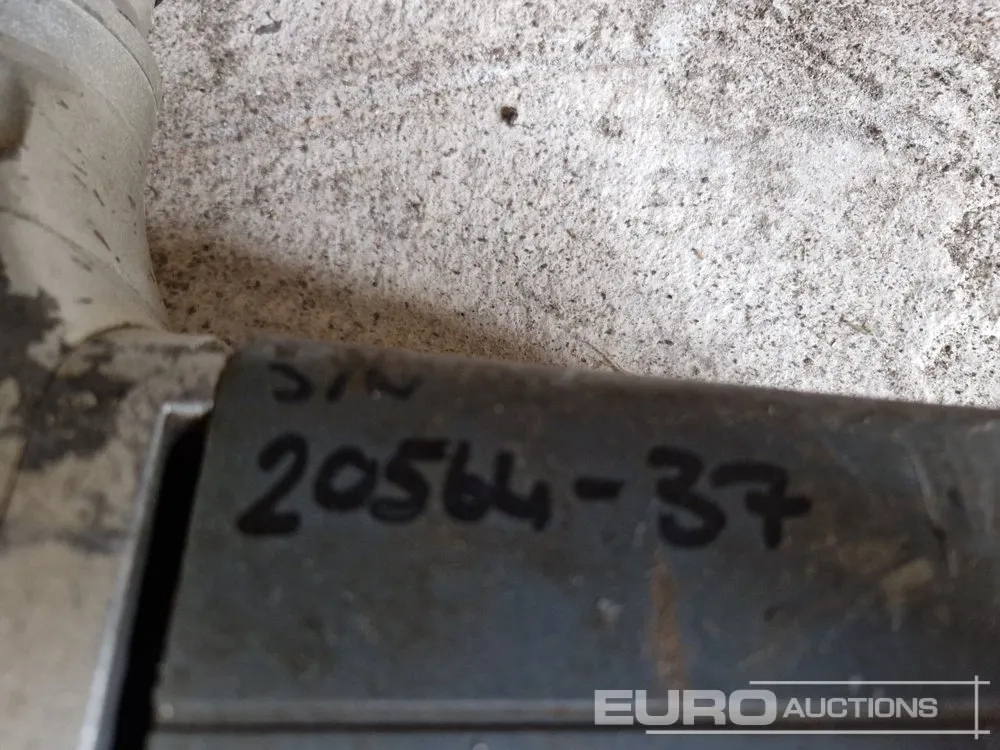 S/N
20564-37
EURO AUCTIONS